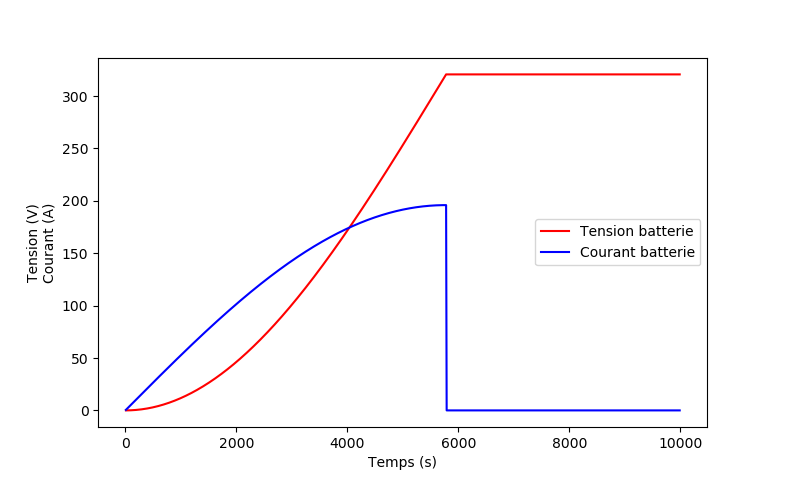 300
250
200
150
100
50
0
Tension (V)
Courant (A)
Tension batterie
Courant batterie
0 2000 4000 6000 8000 10000
Temps (s)